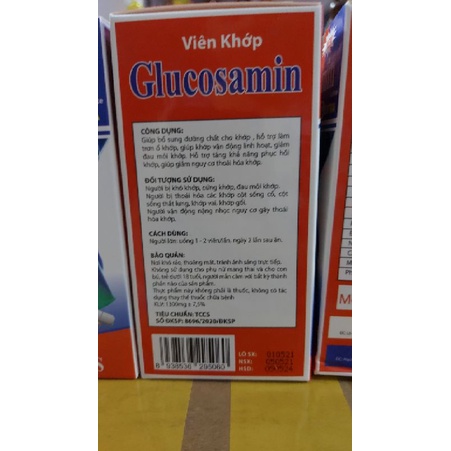 Viên Khớp
Glucosamin
CÔNG DỤNG:
Giúp bổ sung dưỡng chất cho khớp, hỗ trợ làm
trơn ổ khớp, giúp khớp vận động linh hoạt, giảm
đau mỏi khớp. Hỗ trợ tăng khả năng phục hồi
khớp, giảm nguy cơ thoái hóa khớp.
ĐỐI TƯỢNG SỬ DỤNG:
Người bị khô khớp, cứng khớp, đau mỏi khớp.
Người bị thoái hóa các khớp cột sống cổ, cột
sống thắt lưng, khớp vai, khớp gối.
Người vận động nặng nhọc nguy cơ gây thoái
hóa khớp.
CÁCH DÙNG:
Người lớn: uống 1 - 2 viên/lần, ngày 2 lần sau ăn.
BẢO QUẢN:
Nơi khô ráo, thoáng mát, tránh ánh sáng trực tiếp.
Không sử dụng cho phụ nữ mang thai và cho con
bú, trẻ dưới 18 tuổi, người mẫn cảm với bất kỳ thành
phần nào của sản phẩm.
Thực phẩm này không phải là thuốc, không có tác
dụng thay thế thuốc chữa bệnh
KLV: 1300mg ± 7,5%
TIÊU CHUẨN: TCCS
SỐ ĐKSP: 8696/2020/ĐKSP
LÔ SX: 010521
NSX:
HSD: